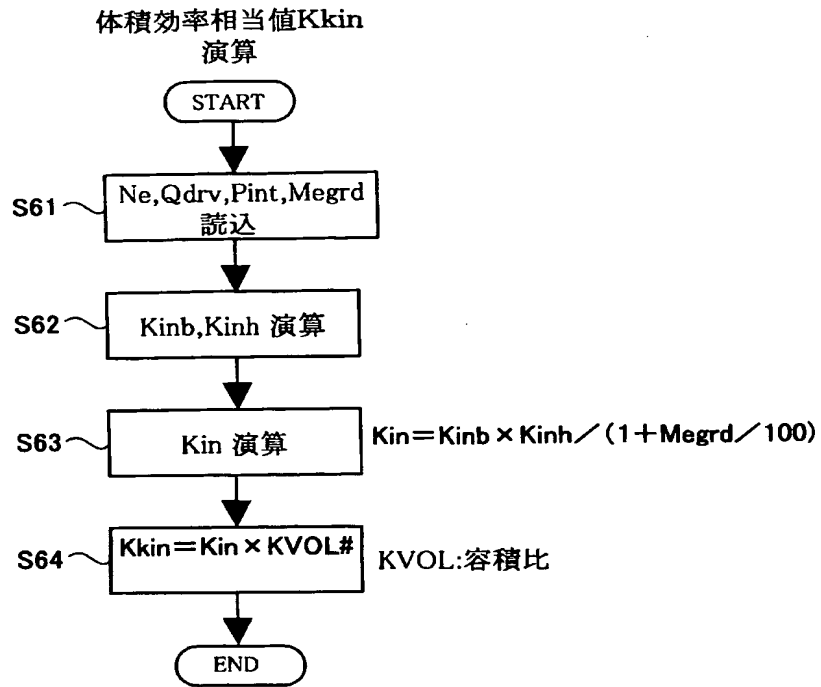 体積効率相当値Kkin
演算
START
S61
Ne,Qdrv,Pint,Megrd
読込
S62
Kinb,Kinh 演算
S63
Kin 演算
Kin＝Kinb×Kinh／(1＋Megrd／100)
S64
Kkin＝Kin×KVOL#
KVOL:容積比
END